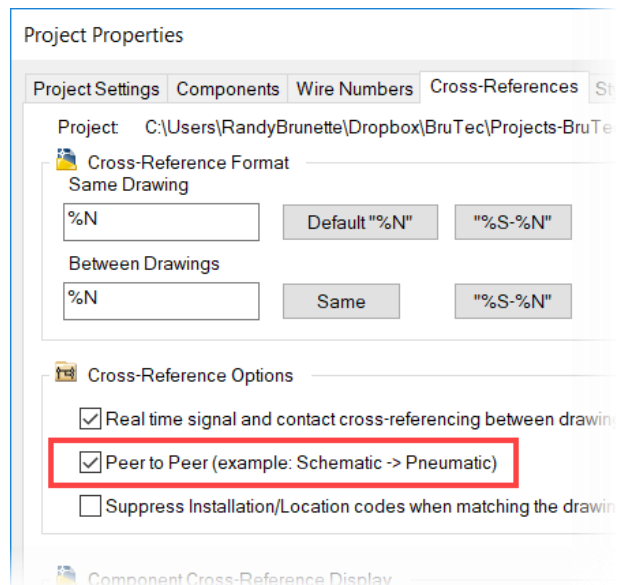 Project Properties
Project Settings Components Wire Numbers Cross-References
Project: C:\Users\RandyBrunette\Dropbox\BruTec\Projects-BruTe
Cross-Reference Format
Same Drawing
%N Default "%N" "%S-%N"
Between Drawings
%N Same "%S-%N"
Cross-Reference Options
Real time signal and contact cross-referencing between drawin
Peer to Peer (example: Schematic -> Pneumatic)
Suppress Installation/Location codes when matching the drawin
Component Cross-Reference Display